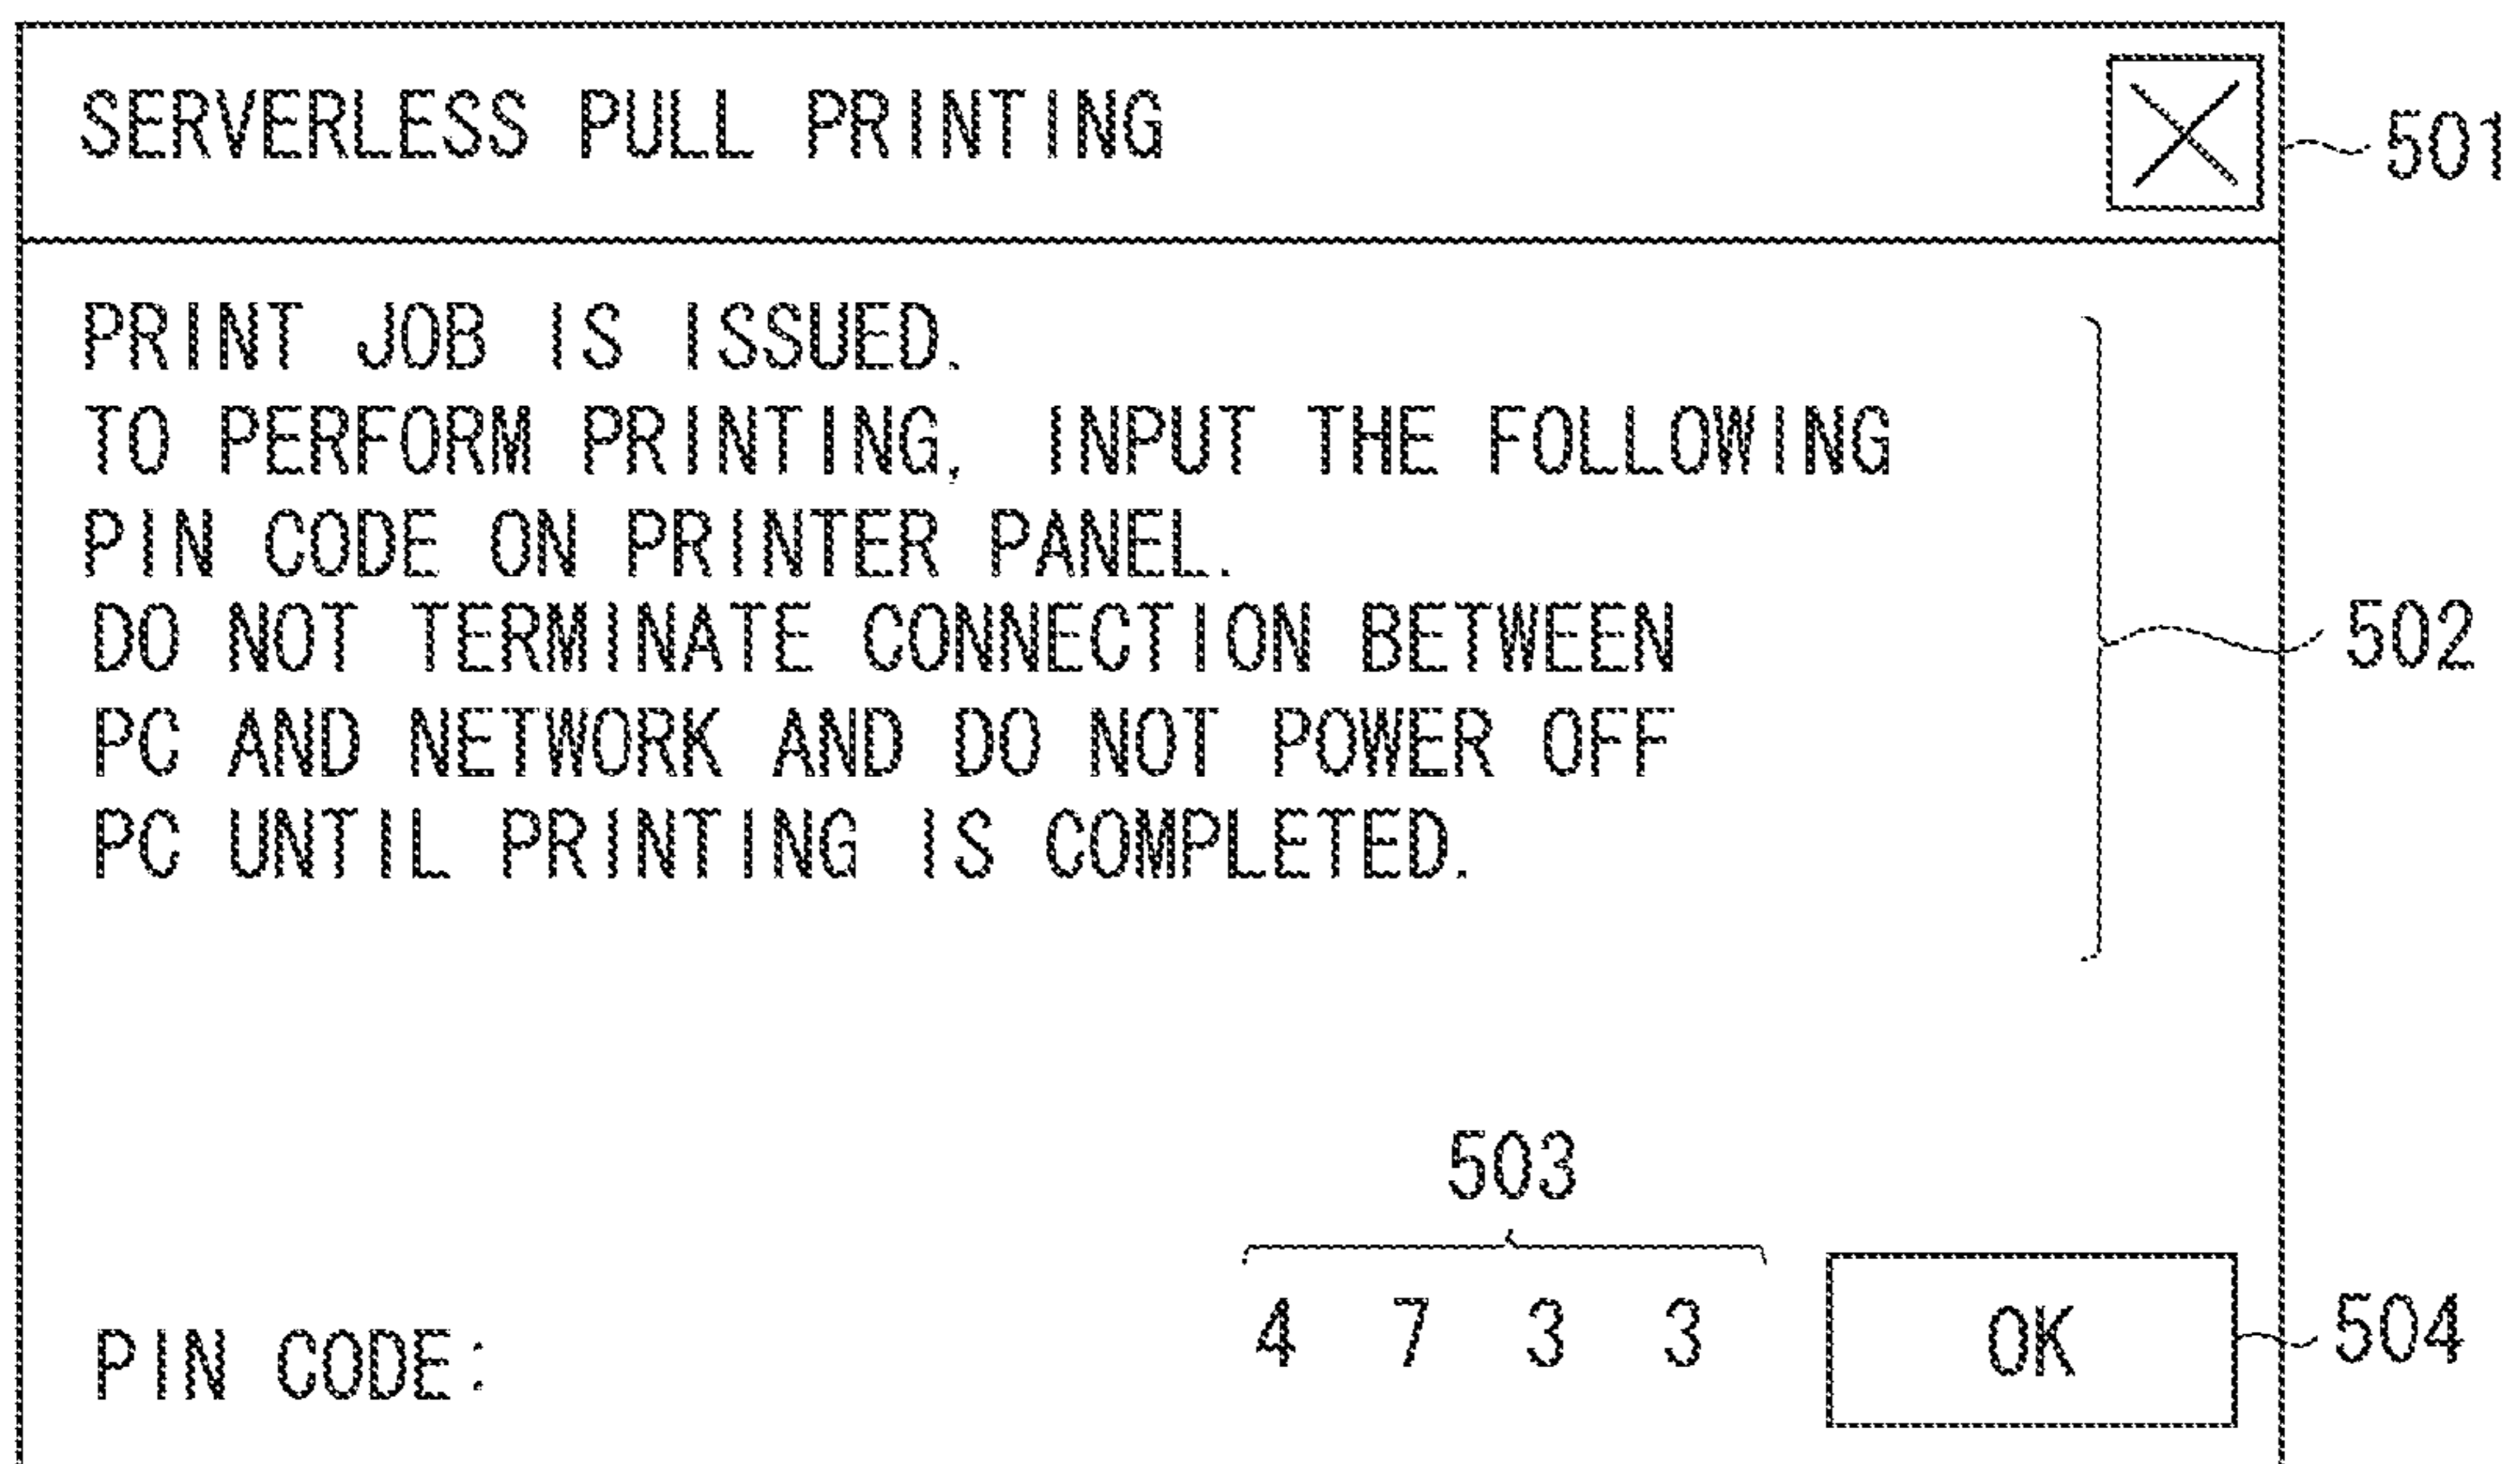 SERVERLESS PULL PRINTING
501
PRINT JOB IS ISSUED.
TO PERFORM PRINTING, INPUT THE FOLLOWING
PIN CODE ON PRINTER PANEL.
DO NOT TERMINATE CONNECTION BETWEEN
PC AND NETWORK AND DO NOT POWER OFF
PC UNTIL PRINTING IS COMPLETED.
502
503
PIN CODE: 4 7 3 3 OK 504